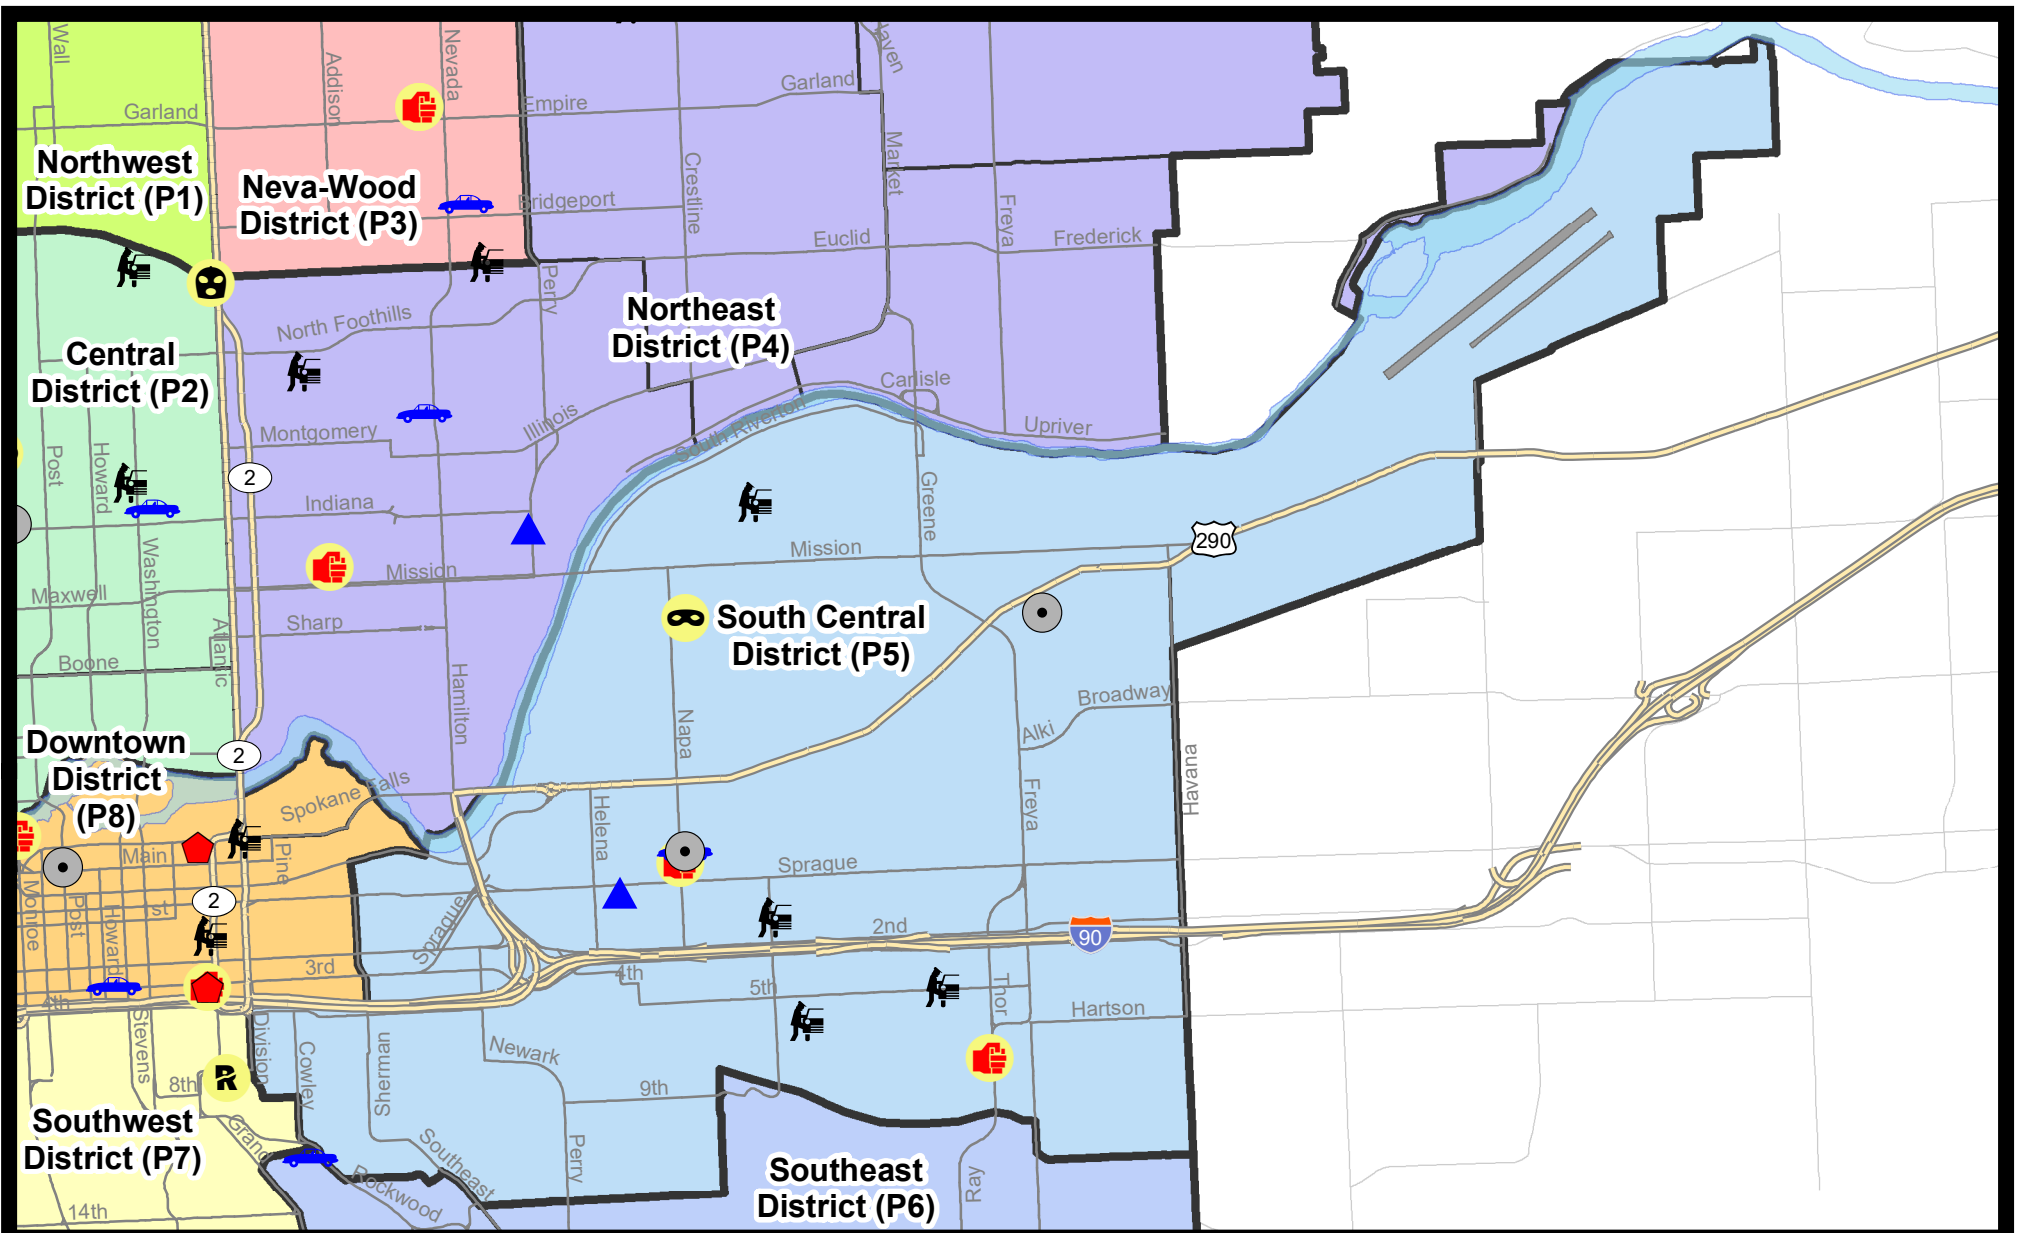 Wall
Addison
Nevada
Haven
Garland
Empire
Garland
Northwest
District (P1)
Neva-Wood
District (P3)
Bridgeport
Crestline
Market
Freya
Euclid
Frederick
Perry
North Foothills
Northeast
District (P4)
Central
District (P2)
Carlisle
Montgomery
Illinois
South Riverton
Upriver
Post
Howard
2
Greene
Indiana
290
Mission
Mission
Washington
Maxwell
Sharp
Atlantic
Boone
South Central
District (P5)
Hamilton
Napa
Broadway
Alki
Havana
Downtown
District
(P8)
2
Spokane Falls
Helena
Freya
Main
Pine
Sprague
Monroe
Post
Howard
st
2
Sprague
2nd
90
3rd
4th
4th
5th
Thor
Hartson
Stevens
Division
Cowley
Sherman
Newark
8th
R
9th
Southwest
District (P7)
Grand
Southeast
Perry
Rockwood
Southeast
District (P6)
Ray
14th